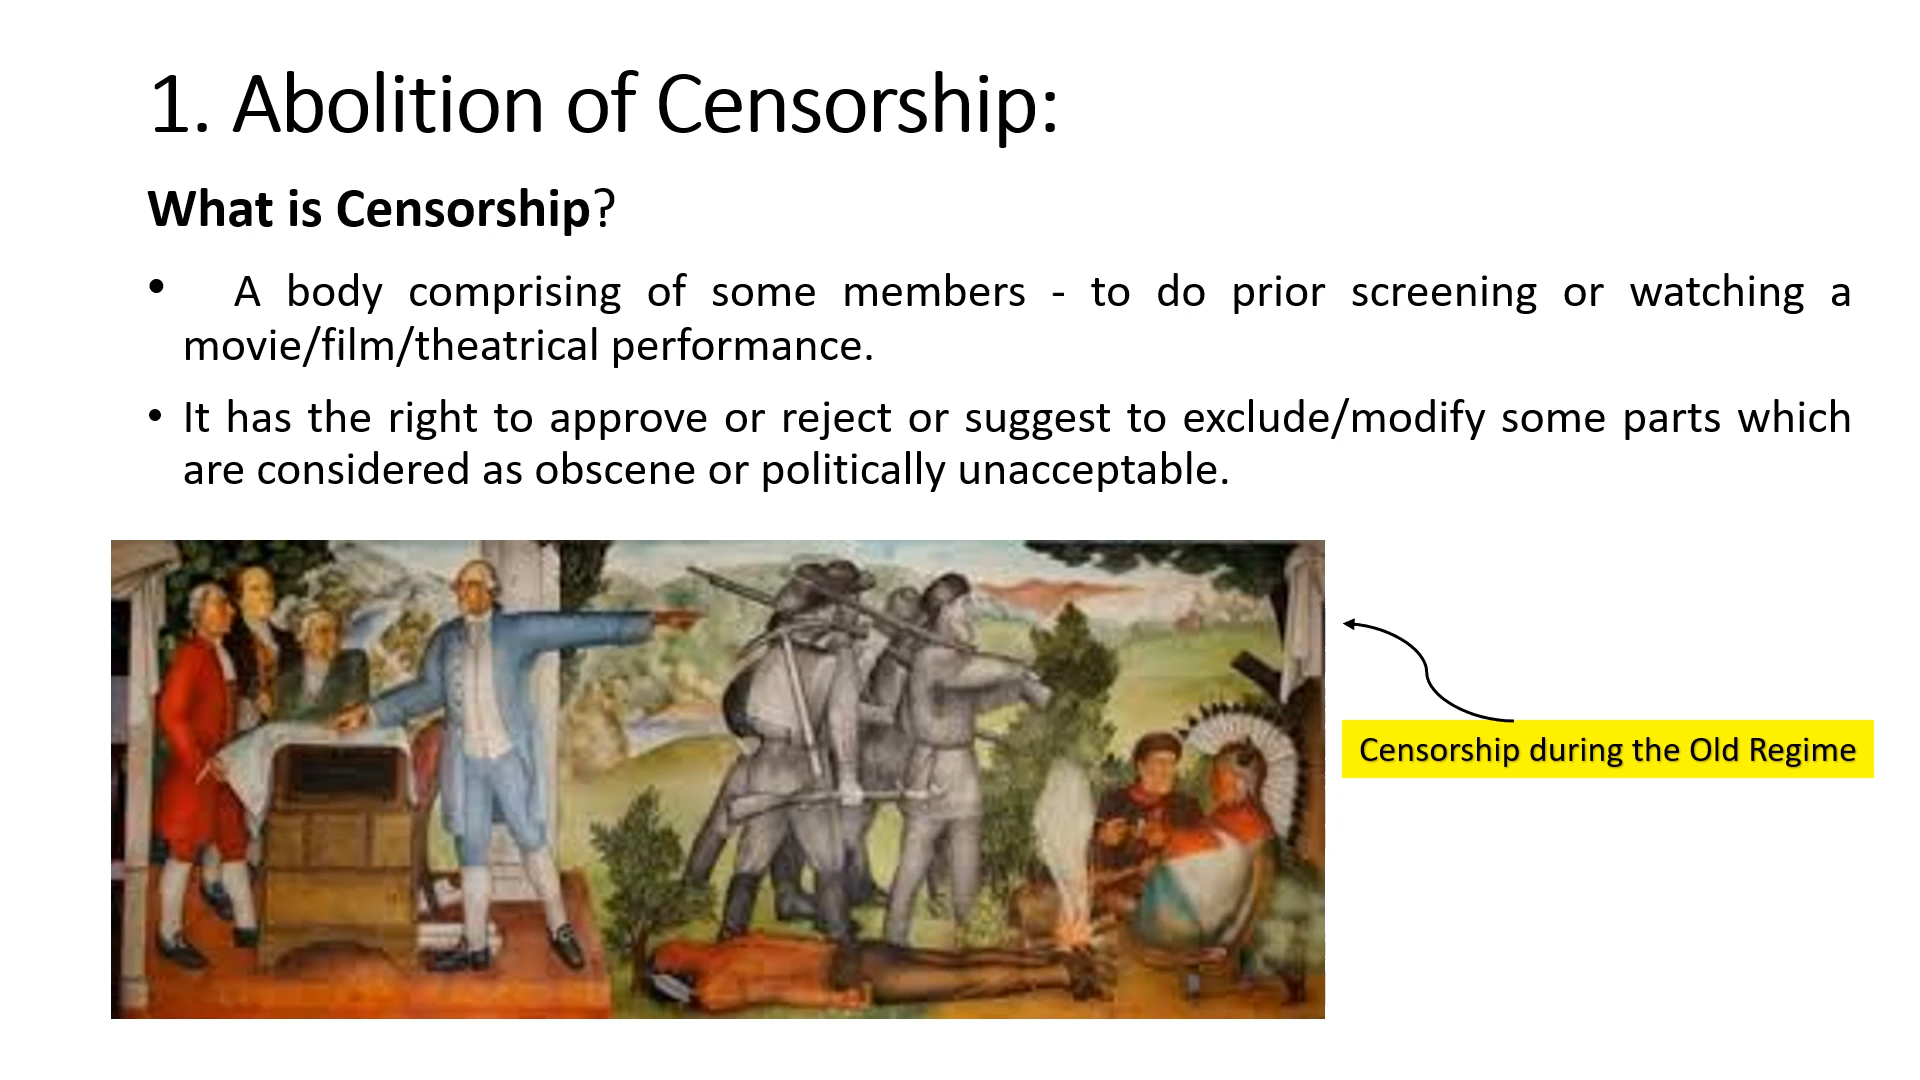 1. Abolition of Censorship:
What is Censorship?
• A body comprising of some members - to do prior screening or watching a
movie/film/theatrical performance.
• It has the right to approve or reject or suggest to exclude/modify some parts which
are considered as obscene or politically unacceptable.
Censorship during the Old Regime